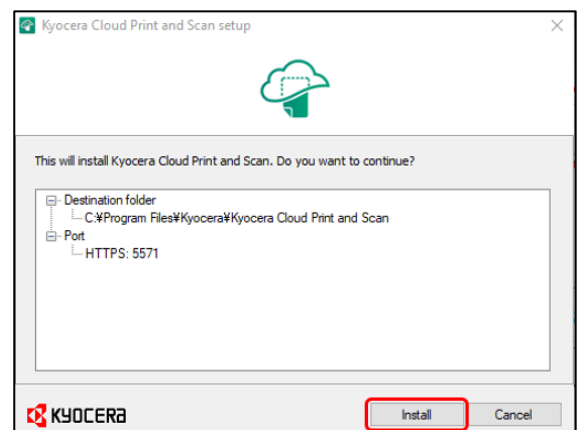 Kyocera Cloud Print and Scan setup
This will install Kyocera Cloud Print and Scan. Do you want to continue?
Destination folder
C:¥Program Files¥Kyocera¥Kyocera Cloud Print and Scan
Port
HTTPS: 5571
KYOCERA
Install
Cancel